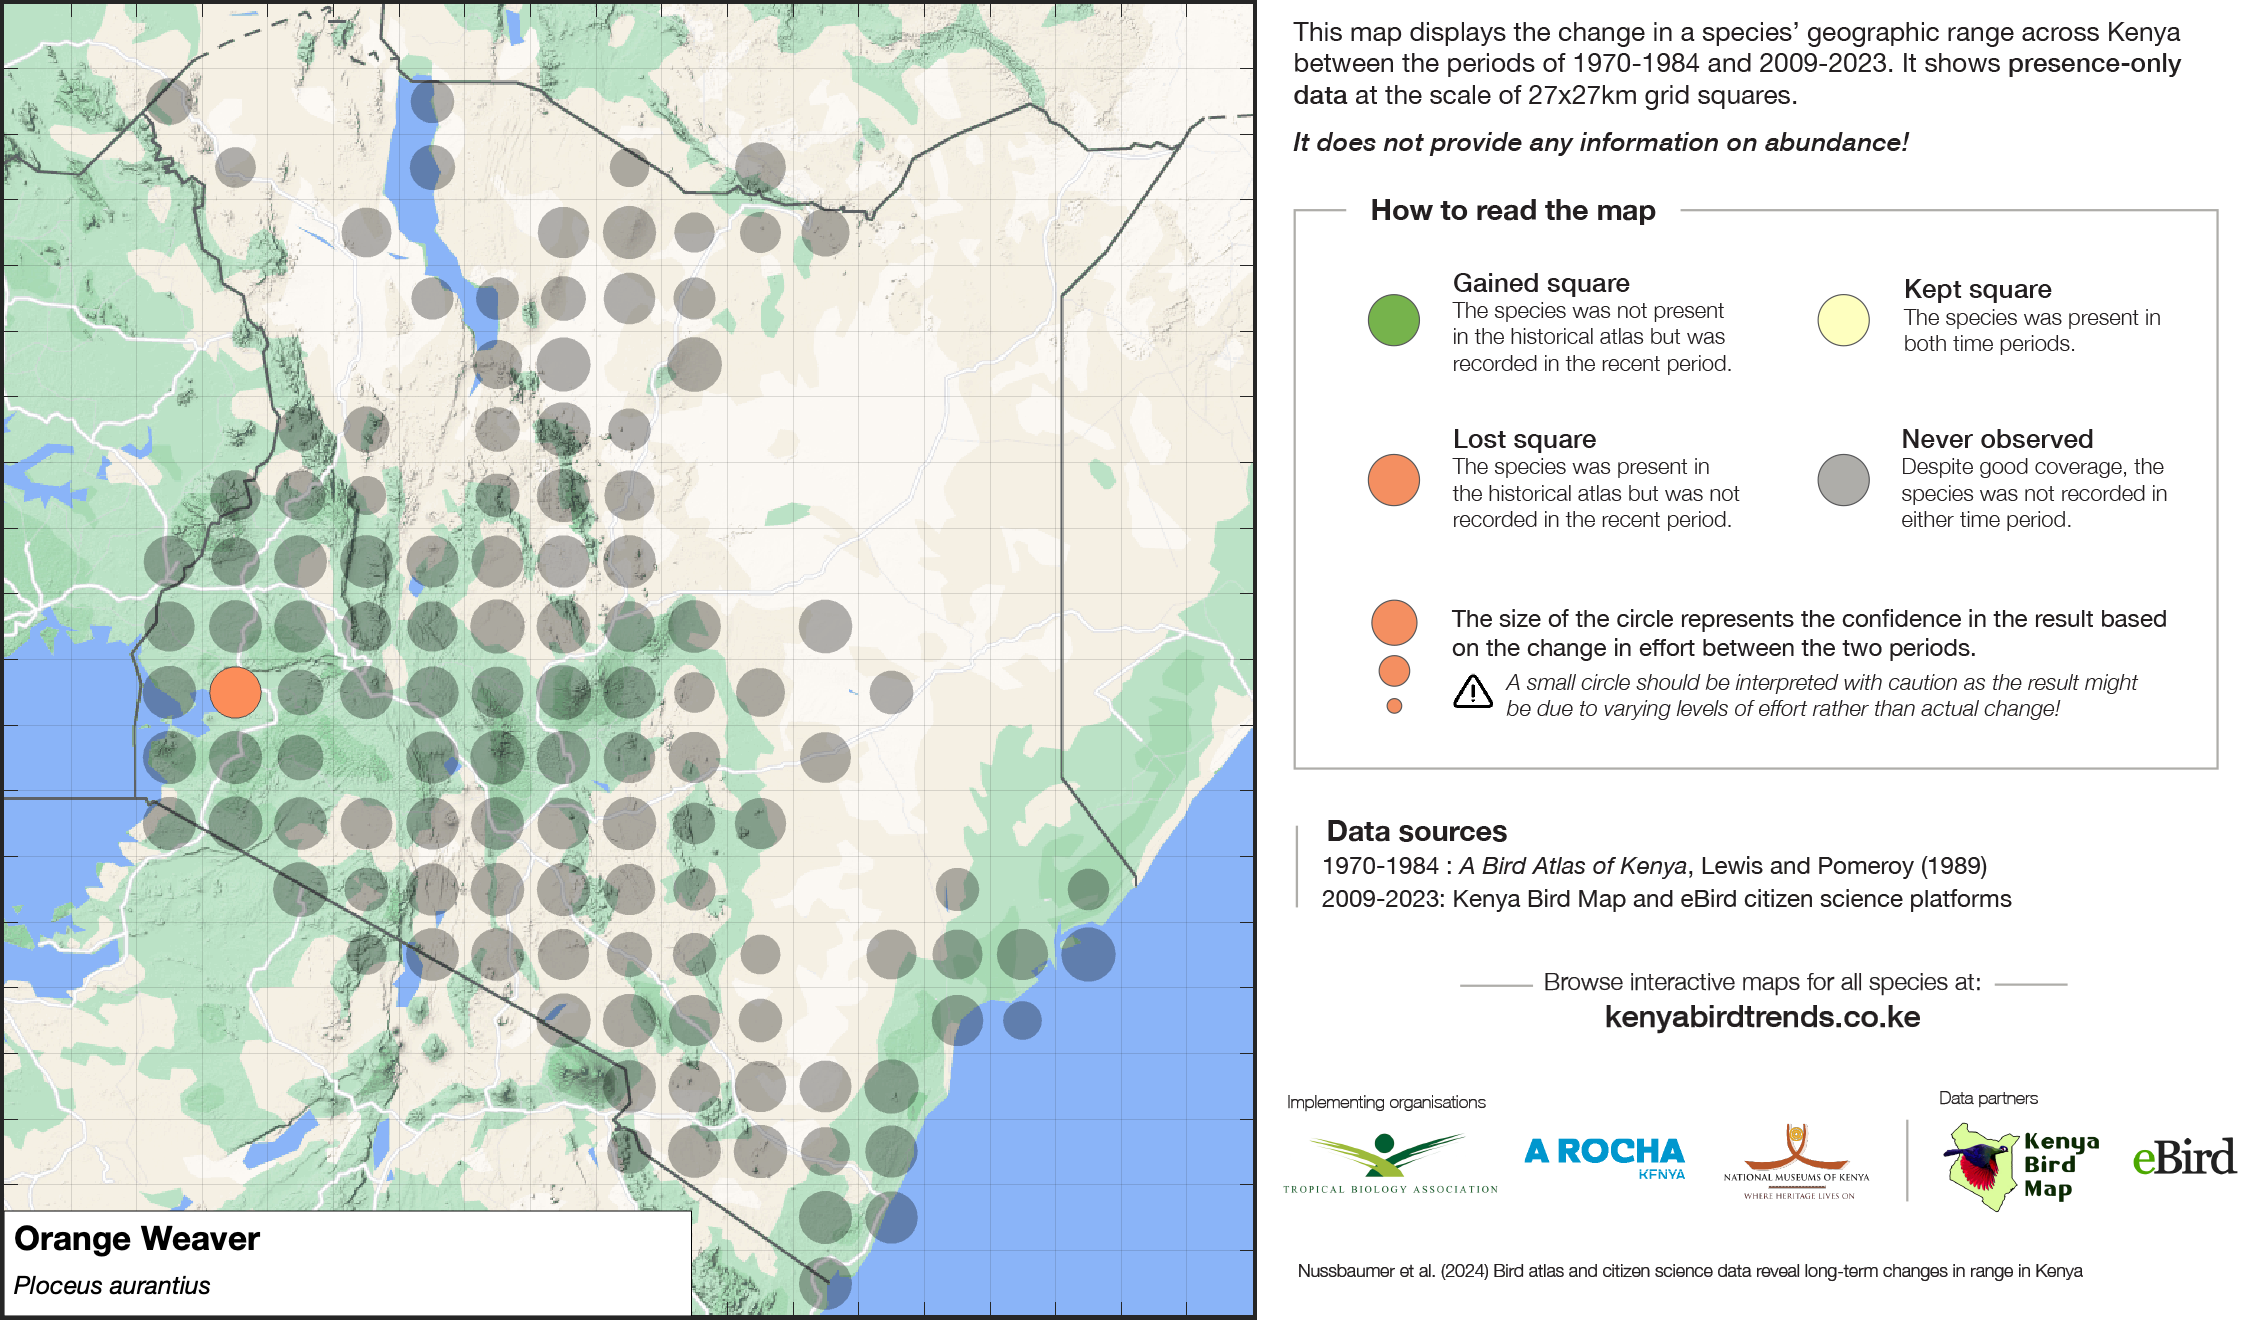 This map displays the change in a species’ geographic range across Kenya
between the periods of 1970-1984 and 2009-2023. It shows presence-only
data at the scale of 27x27km grid squares.
It does not provide any information on abundance!
How to read the map
Gained square
The species was not present
in the historical atlas but was
recorded in the recent period.
Kept square
The species was present in
both time periods.
Lost square
The species was present in
the historical atlas but was not
recorded in the recent period.
Never observed
Despite good coverage, the
species was not recorded in
either time period.
The size of the circle represents the confidence in the result based
on the change in effort between the two periods.
A small circle should be interpreted with caution as the result might
be due to varying levels of effort rather than actual change!
Data sources
1970-1984 : A Bird Atlas of Kenya, Lewis and Pomeroy (1989)
2009-2023: Kenya Bird Map and eBird citizen science platforms
Browse interactive maps for all species at:
kenyabirdtrends.co.ke
Implementing organisations
Data partners
TROPICAL BIOLOGY ASSOCIATION
A ROCHA
KENYA
NATIONAL MUSEUMS OF KENYA
WHERE HERITAGE LIVES ON
Kenya
Bird
Map
eBird
Nussbaumer et al. (2024) Bird atlas and citizen science data reveal long-term changes in range in Kenya
Orange Weaver
Ploceus aurantius